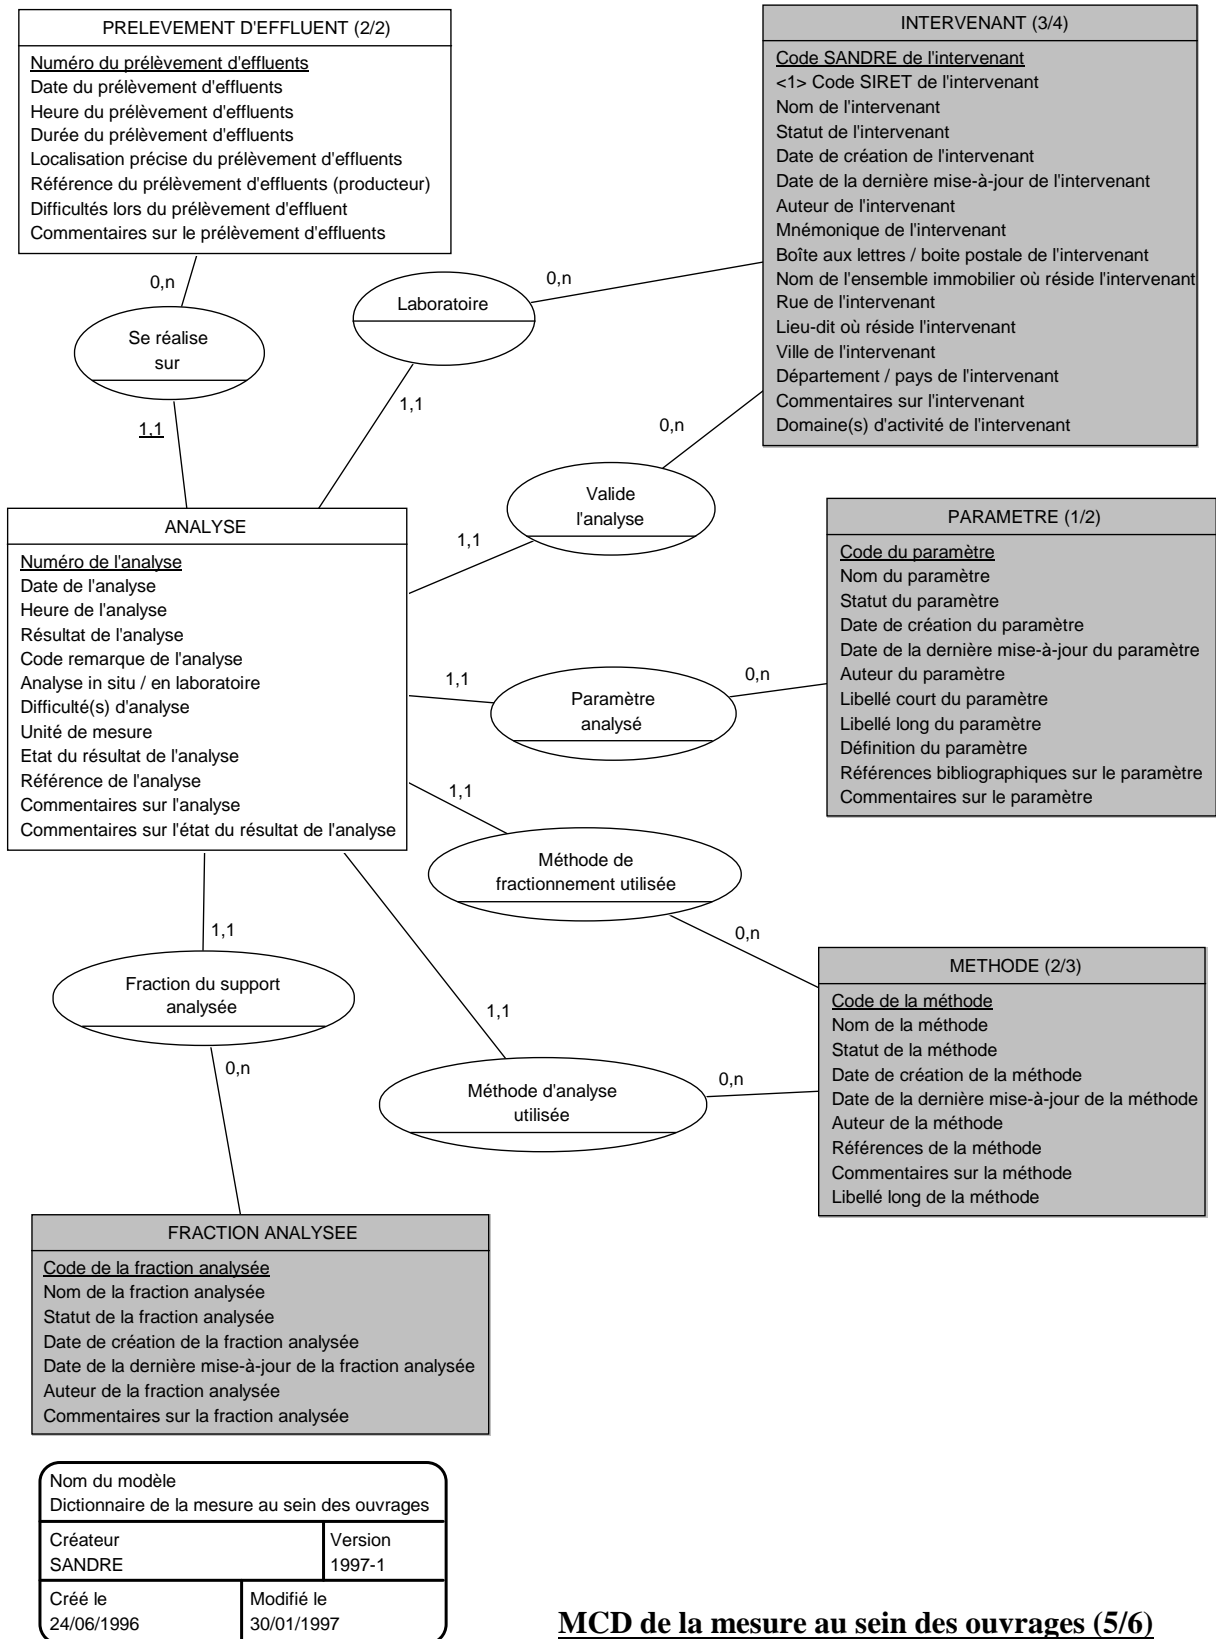 PRELEVEMENT D'EFFLUENT (2/2)
Numéro du prélèvement d'effluents
Date du prélèvement d'effluents
Heure du prélèvement d'effluents
Durée du prélèvement d'effluents
Localisation précise du prélèvement d'effluents
Référence du prélèvement d'effluents (producteur)
Difficultés lors du prélèvement d'effluent
Commentaires sur le prélèvement d'effluents
INTERVENANT (3/4)
Code SANDRE de l'intervenant
<1> Code SIRET de l'intervenant
Nom de l'intervenant
Statut de l'intervenant
Date de création de l'intervenant
Date de la dernière mise-à-jour de l'intervenant
Auteur de l'intervenant
Mnémonique de l'intervenant
Boîte aux lettres / boite postale de l'intervenant
Nom de l'ensemble immobilier où réside l'intervenant
Rue de l'intervenant
Lieu-dit où réside l'intervenant
Ville de l'intervenant
Département / pays de l'intervenant
Commentaires sur l'intervenant
Domaine(s) d'activité de l'intervenant
0,n
Se réalise
sur
1,1
Laboratoire
0,n
1,1
0,n
Valide
l'analyse
1,1
ANALYSE
Numéro de l'analyse
Date de l'analyse
Heure de l'analyse
Résultat de l'analyse
Code remarque de l'analyse
Analyse in situ / en laboratoire
Difficulté(s) d'analyse
Unité de mesure
Etat du résultat de l'analyse
Référence de l'analyse
Commentaires sur l'analyse
Commentaires sur l'état du résultat de l'analyse
PARAMETRE (1/2)
Code du paramètre
Nom du paramètre
Statut du paramètre
Date de création du paramètre
Date de la dernière mise-à-jour du paramètre
Auteur du paramètre
Libellé court du paramètre
Libellé long du paramètre
Définition du paramètre
Références bibliographiques sur le paramètre
Commentaires sur le paramètre
1,1
Paramètre
analysé
0,n
1,1
Méthode de
fractionnement utilisée
0,n
1,1
Fraction du support
analysée
0,n
1,1
Méthode d'analyse
utilisée
0,n
METHODE (2/3)
Code de la méthode
Nom de la méthode
Statut de la méthode
Date de création de la méthode
Date de la dernière mise-à-jour de la méthode
Auteur de la méthode
Références de la méthode
Commentaires sur la méthode
Libellé long de la méthode
FRACTION ANALYSEE
Code de la fraction analysée
Nom de la fraction analysée
Statut de la fraction analysée
Date de création de la fraction analysée
Date de la dernière mise-à-jour de la fraction analysée
Auteur de la fraction analysée
Commentaires sur la fraction analysée
Nom du modèle
Dictionnaire de la mesure au sein des ouvrages
Créateur
SANDRE
Version
1997-1
Créé le
24/06/1996
Modifié le
30/01/1997
MCD de la mesure au sein des ouvrages (5/6)